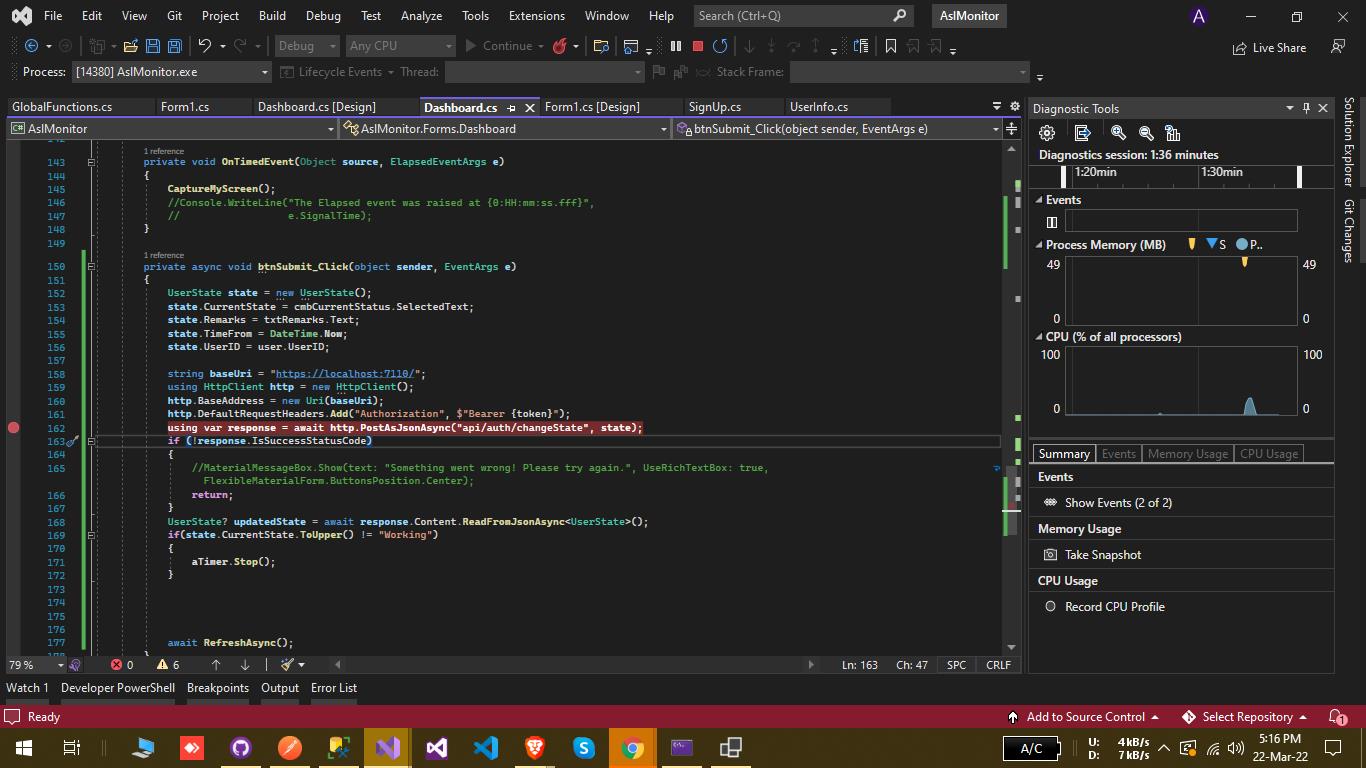 File Edit View Git Project Build Debug Test Analyze Tools Extensions Window Help Search (Ctrl+Q) AslMonitor A
Debug Any CPU Continue Live Share
Process: [14380] AslMonitor.exe Lifecycle Events Thread: Stack Frame:
GlobalFunctions.cs Form1.cs Dashboard.cs [Design] Dashboard.cs Form1.cs [Design] SignUp.cs UserInfo.cs
C# AslMonitor AslMonitor.Forms.Dashboard btnSubmit_Click(object sender, EventArgs e)
1 reference
143 private void OnTimedEvent(Object source, ElapsedEventArgs e)
144 {
145 CaptureMyScreen();
146 //Console.WriteLine("The Elapsed event was raised at {0:HH:mm:ss.fff}",
147 // e.SignalTime);
148 }
149
1 reference
150 private async void btnSubmit_Click(object sender, EventArgs e)
151 {
152 UserState state = new UserState();
153 state.CurrentState = cmbCurrentStatus.SelectedText;
154 state.Remarks = txtRemarks.Text;
155 state.TimeFrom = DateTime.Now;
156 state.UserID = user.UserID;
157
158 string baseUri = "https://localhost:7110/";
159 using HttpClient http = new HttpClient();
160 http.BaseAddress = new Uri(baseUri);
161 http.DefaultRequestHeaders.Add("Authorization", $"Bearer {token}");
162 using var response = await http.PostAsJsonAsync("api/auth/changeState", state);
163 if (!response.IsSuccessStatusCode)
164 {
165 //MaterialMessageBox.Show(text: "Something went wrong! Please try again.", UseRichTextBox: true,
FlexibleMaterialForm.ButtonsPosition.Center);
166 return;
167 }
168 UserState? updatedState = await response.Content.ReadFromJsonAsync<UserState>();
169 if(state.CurrentState.ToUpper() != "Working")
170 {
171 aTimer.Stop();
172 }
173
174
175
176
177 await RefreshAsync();
79 % 0 6 Ln: 163 Ch: 47 SPC CRLF
Diagnostic Tools
Diagnostics session: 1:36 minutes
1:20min 1:30min
Events
Process Memory (MB) S P..
49 49
0 0
CPU (% of all processors)
100 100
0 0
Summary Events Memory Usage CPU Usage
Events
Show Events (2 of 2)
Memory Usage
Take Snapshot
CPU Usage
Record CPU Profile
Solution Explorer
Git Changes
Watch 1 Developer PowerShell Breakpoints Output Error List
Ready Add to Source Control Select Repository 1
A/C U: 4 kB/s D: 7 kB/s 5:16 PM
22-Mar-22